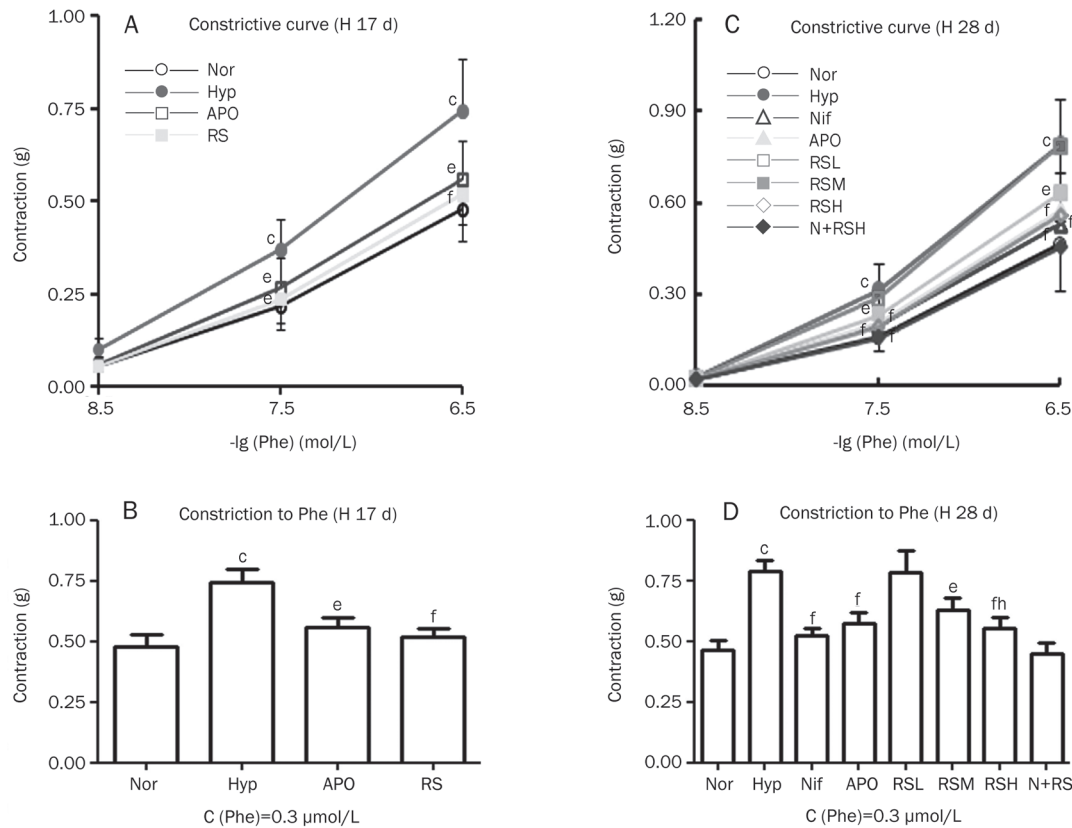 A
Constrictive curve (H 17 d)
1.00
0.75
0.50
0.25
0.00
Contraction (g)
Nor
Hyp
APO
RS
c
c
e
f
e
e
8.5
7.5
6.5
-lg (Phe) (mol/L)
C
Constrictive curve (H 28 d)
1.20
0.90
0.60
0.30
0.00
Contraction (g)
Nor
Hyp
Nif
APO
RSL
RSM
RSH
N+RSH
c
e
f
f
f
c
e
f
f
f
8.5
7.5
6.5
-lg (Phe) (mol/L)
B
Constriction to Phe (H 17 d)
1.00
0.75
0.50
0.25
0.00
Contraction (g)
c
e
f
Nor Hyp APO RS
C (Phe)=0.3 μmol/L
D
Constriction to Phe (H 28 d)
1.00
0.75
0.50
0.25
0.00
Contraction (g)
c
f
f
e
fh
Nor Hyp Nif APO RSL RSM RSH N+RS
C (Phe)=0.3 μmol/L